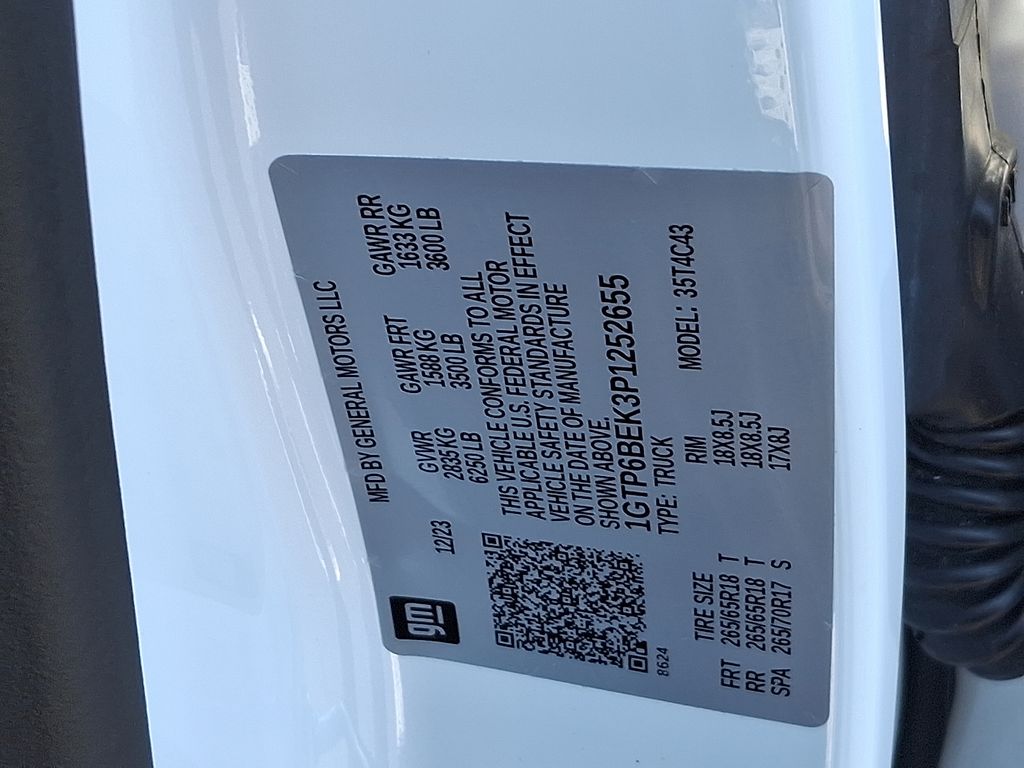 MFD BY GENERAL MOTORS LLC
gm
12/23
GVWR GAWR FRT GAWR RR
2835KG 1588 KG 1633 KG
6250 LB 3500 LB 3600 LB
THIS VEHICLE CONFORMS TO ALL
APPLICABLE U.S. FEDERAL MOTOR
VEHICLE SAFETY STANDARDS IN EFFECT
ON THE DATE OF MANUFACTURE
SHOWN ABOVE.
1GTP6BEK3P1252655
TYPE: TRUCK
8624
MODEL: 35T4C43
TIRE SIZE RIM
FRT 265/65R18 T 18X8.5J
RR 265/65R18 T 18X8.5J
SPA 265/70R17 S 17X8J